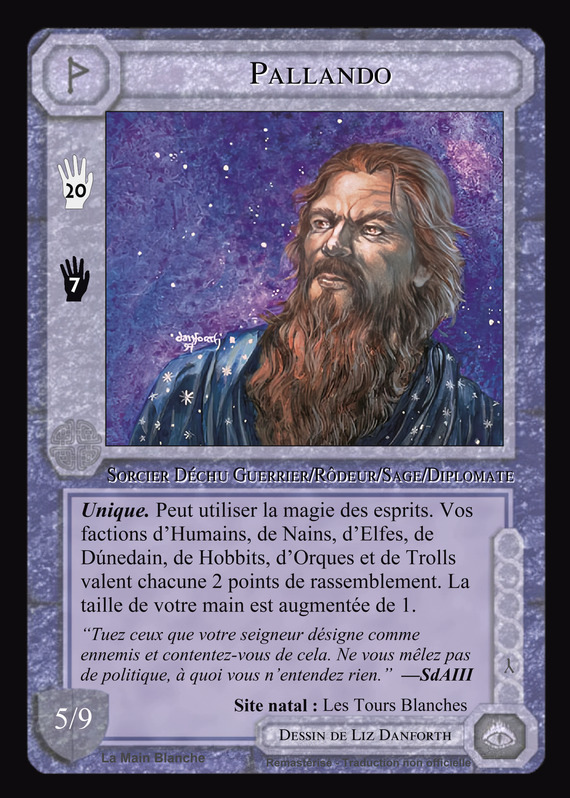 Pallando
20
7
danforth
97
Sorcier Déchu Guerrier/Rôdeur/Sage/Diplomate
Unique. Peut utiliser la magie des esprits. Vos
factions d’Humains, de Nains, d’Elfes, de
Dúnedain, de Hobbits, d’Orques et de Trolls
valent chacune 2 points de rassemblement. La
taille de votre main est augmentée de 1.
“Tuez ceux que votre seigneur désigne comme
ennemis et contentez-vous de cela. Ne vous mêlez pas
de politique, à quoi vous n’entendez rien.” —SdAIII
Site natal : Les Tours Blanches
5/9
Dessin de Liz Danforth
La Main Blanche
Remastérisé - Traduction non officielle